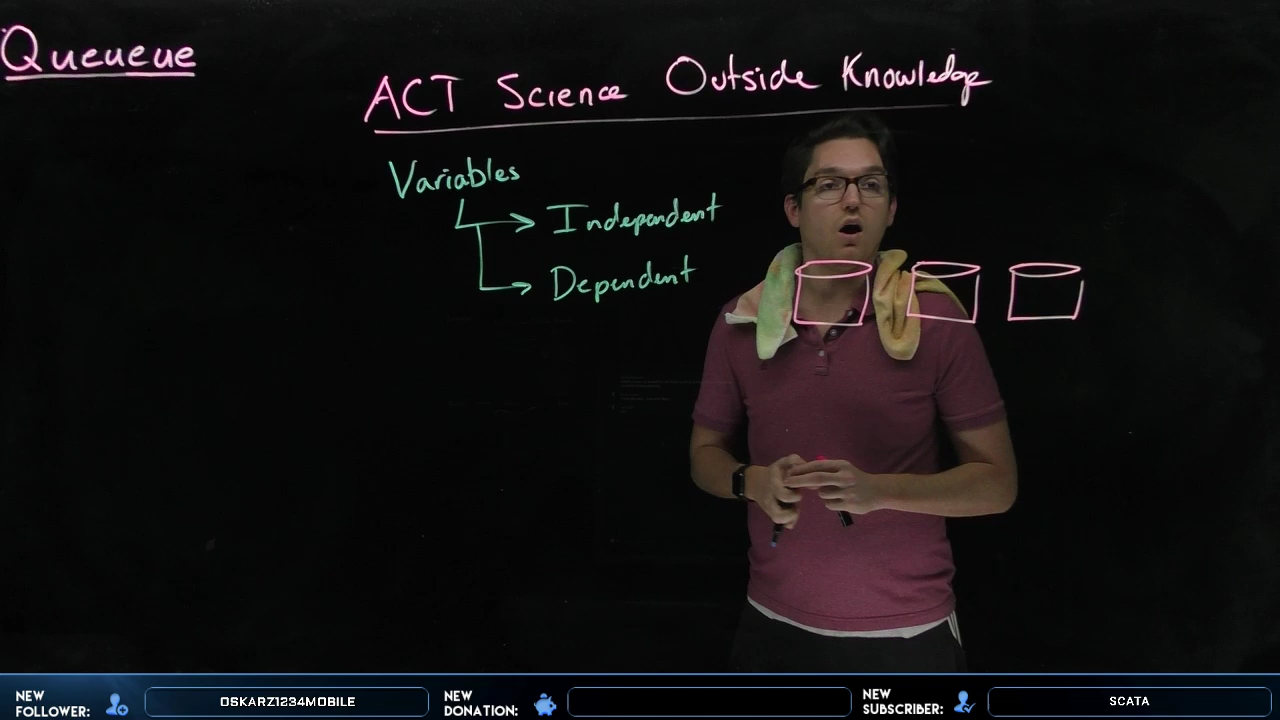 Queueue
ACT Science Outside Knowledge
Variables
Independent
Dependent
NEW FOLLOWER:
OSKARZ1234MOBILE
NEW DONATION:
NEW SUBSCRIBER:
SCATA